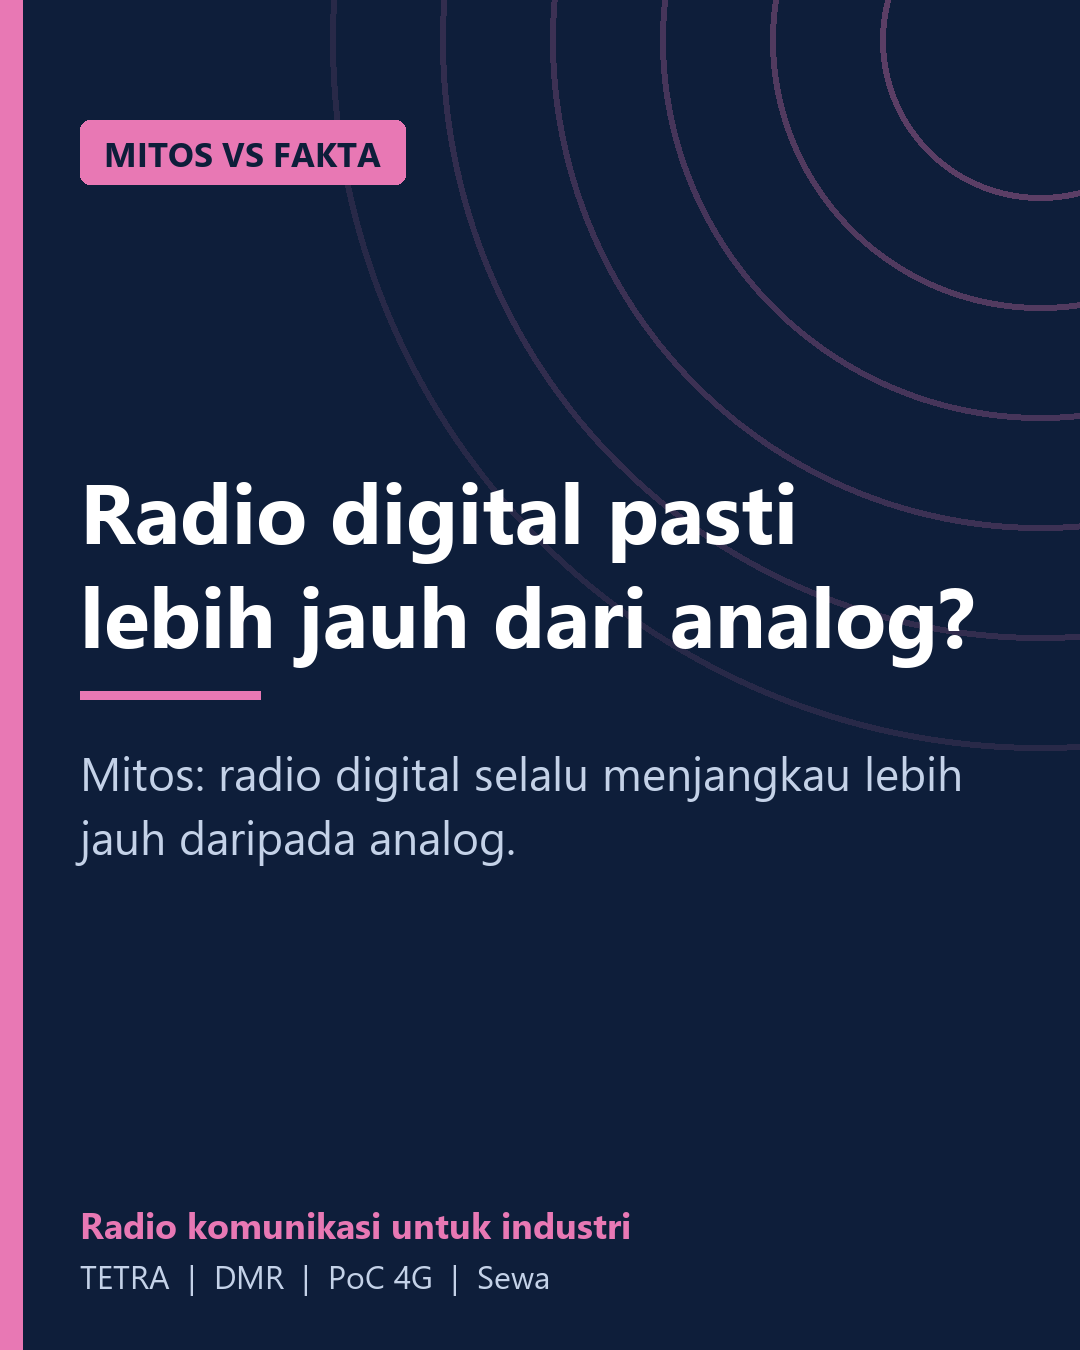 MITOS VS FAKTA
Radio digital pasti
lebih jauh dari analog?
Mitos: radio digital selalu menjangkau lebih
jauh daripada analog.
Radio komunikasi untuk industri
TETRA | DMR | PoC 4G | Sewa